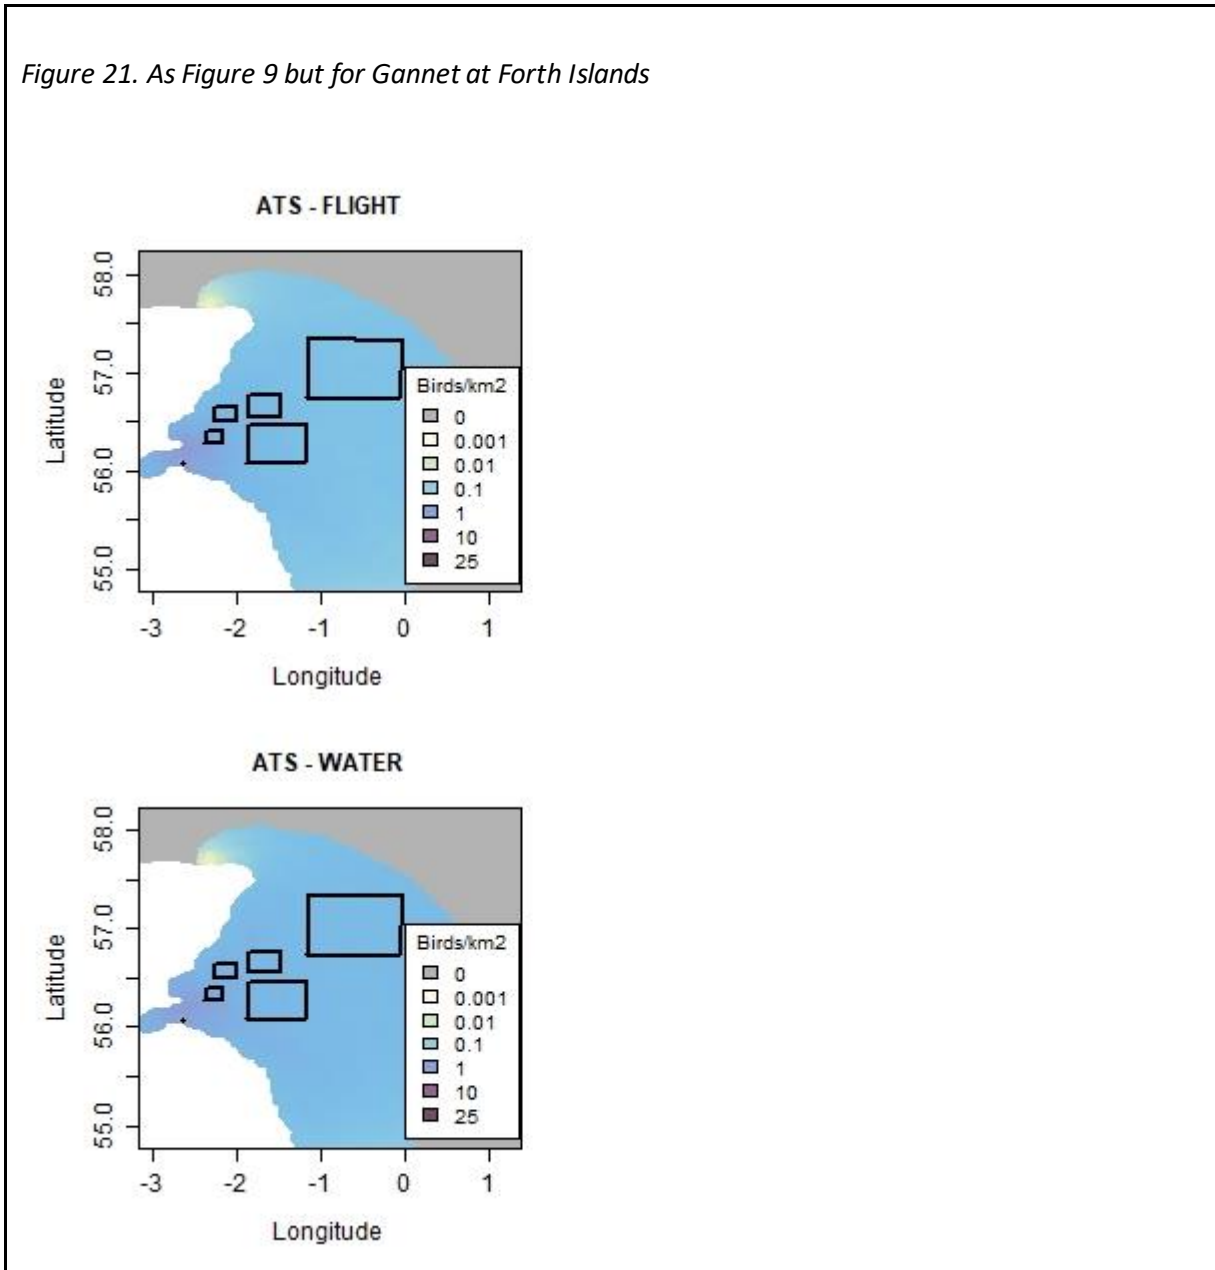 Figure 21. As Figure 9 but for Gannet at Forth Islands
ATS - FLIGHT
Latitude
58.0
57.0
56.0
55.0
Birds/km2
0
0.001
0.01
0.1
1
10
25
-3 -2 -1 0 1
Longitude
ATS - WATER
Latitude
58.0
57.0
56.0
55.0
Birds/km2
0
0.001
0.01
0.1
1
10
25
-3 -2 -1 0 1
Longitude